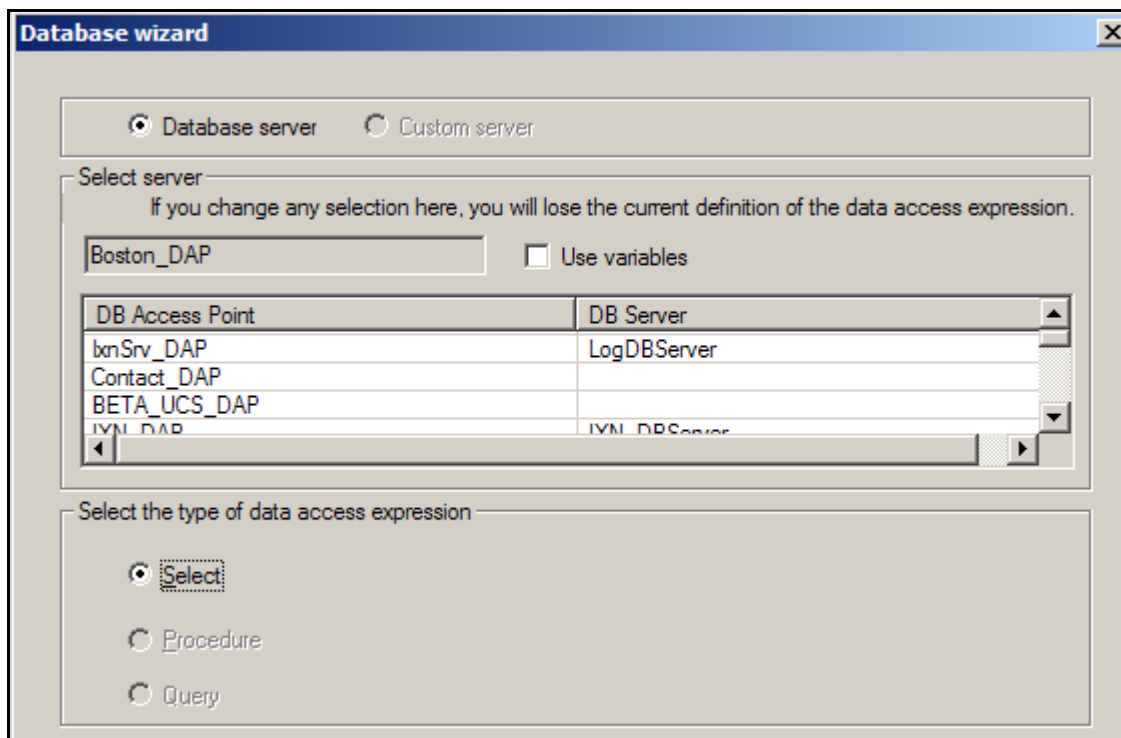 Database wizard
Database server Custom server
Select server
If you change any selection here, you will lose the current definition of the data access expression.
Boston_DAP Use variables
DB Access Point DB Server
IxnSrv_DAP LogDBServer
Contact_DAP
BETA_UCS_DAP
IXN_DAP IXN_DBServer
Select the type of data access expression
Select
Procedure
Query